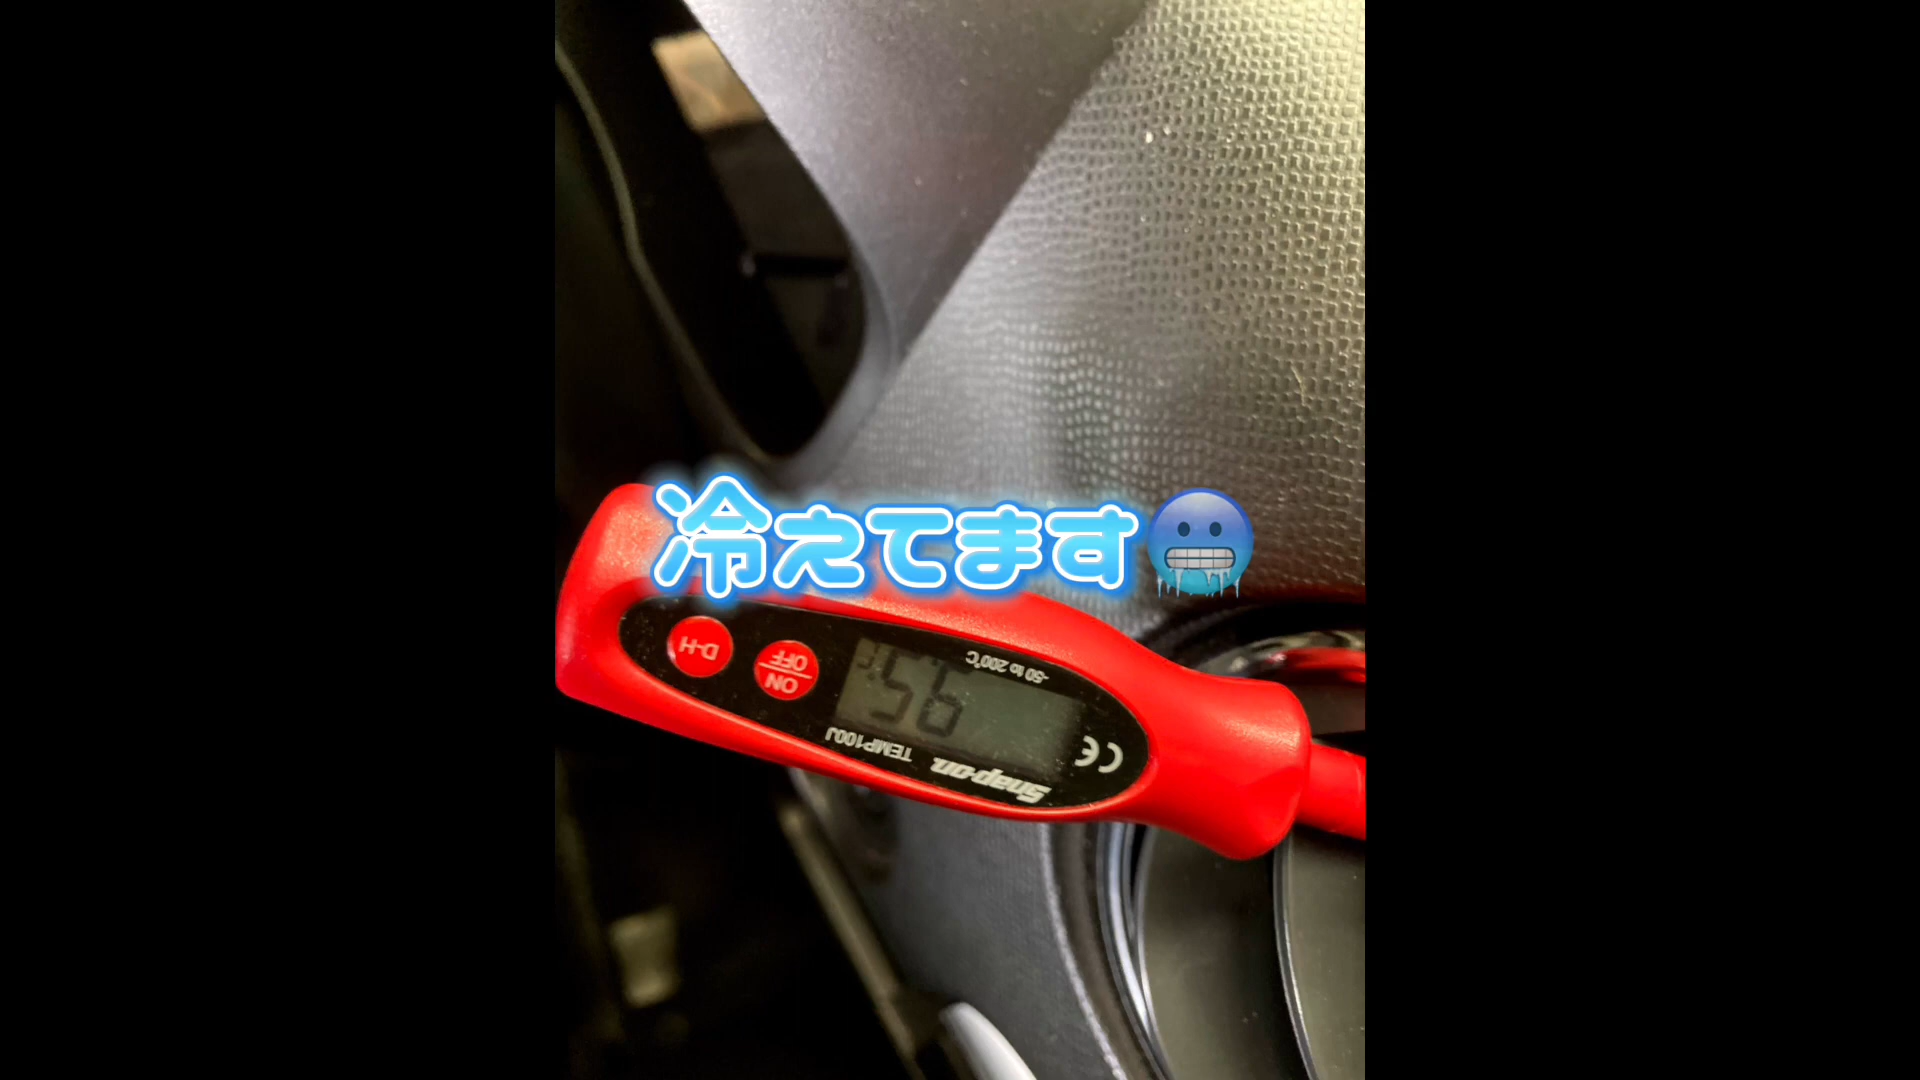 冷えてます🥶
Snap-on
TEMP100J
CE
-50 to 200°C
ON
OFF
D-H